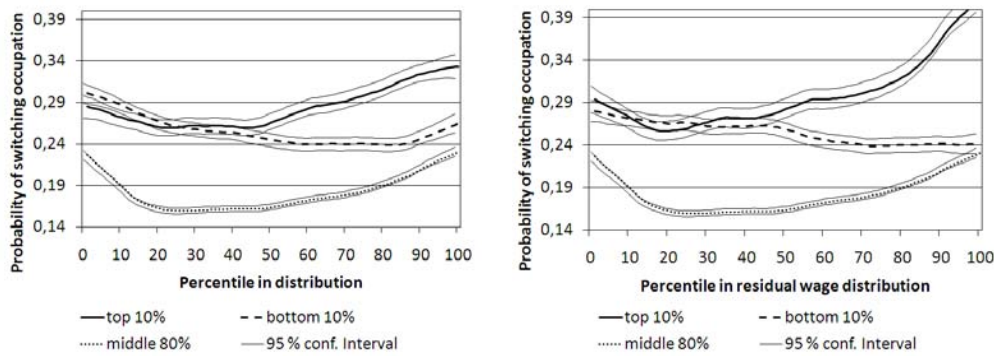 Probability of switching occupation
0,39
0,34
0,29
0,24
0,19
0,14
0 10 20 30 40 50 60 70 80 90 100
Percentile in distribution
top 10% bottom 10%
middle 80% 95 % conf. Interval
Probability of switching occupation
0,39
0,34
0,29
0,24
0,19
0,14
0 10 20 30 40 50 60 70 80 90 100
Percentile in residual wage distribution
top 10% bottom 10%
middle 80% 95 % conf. Interval